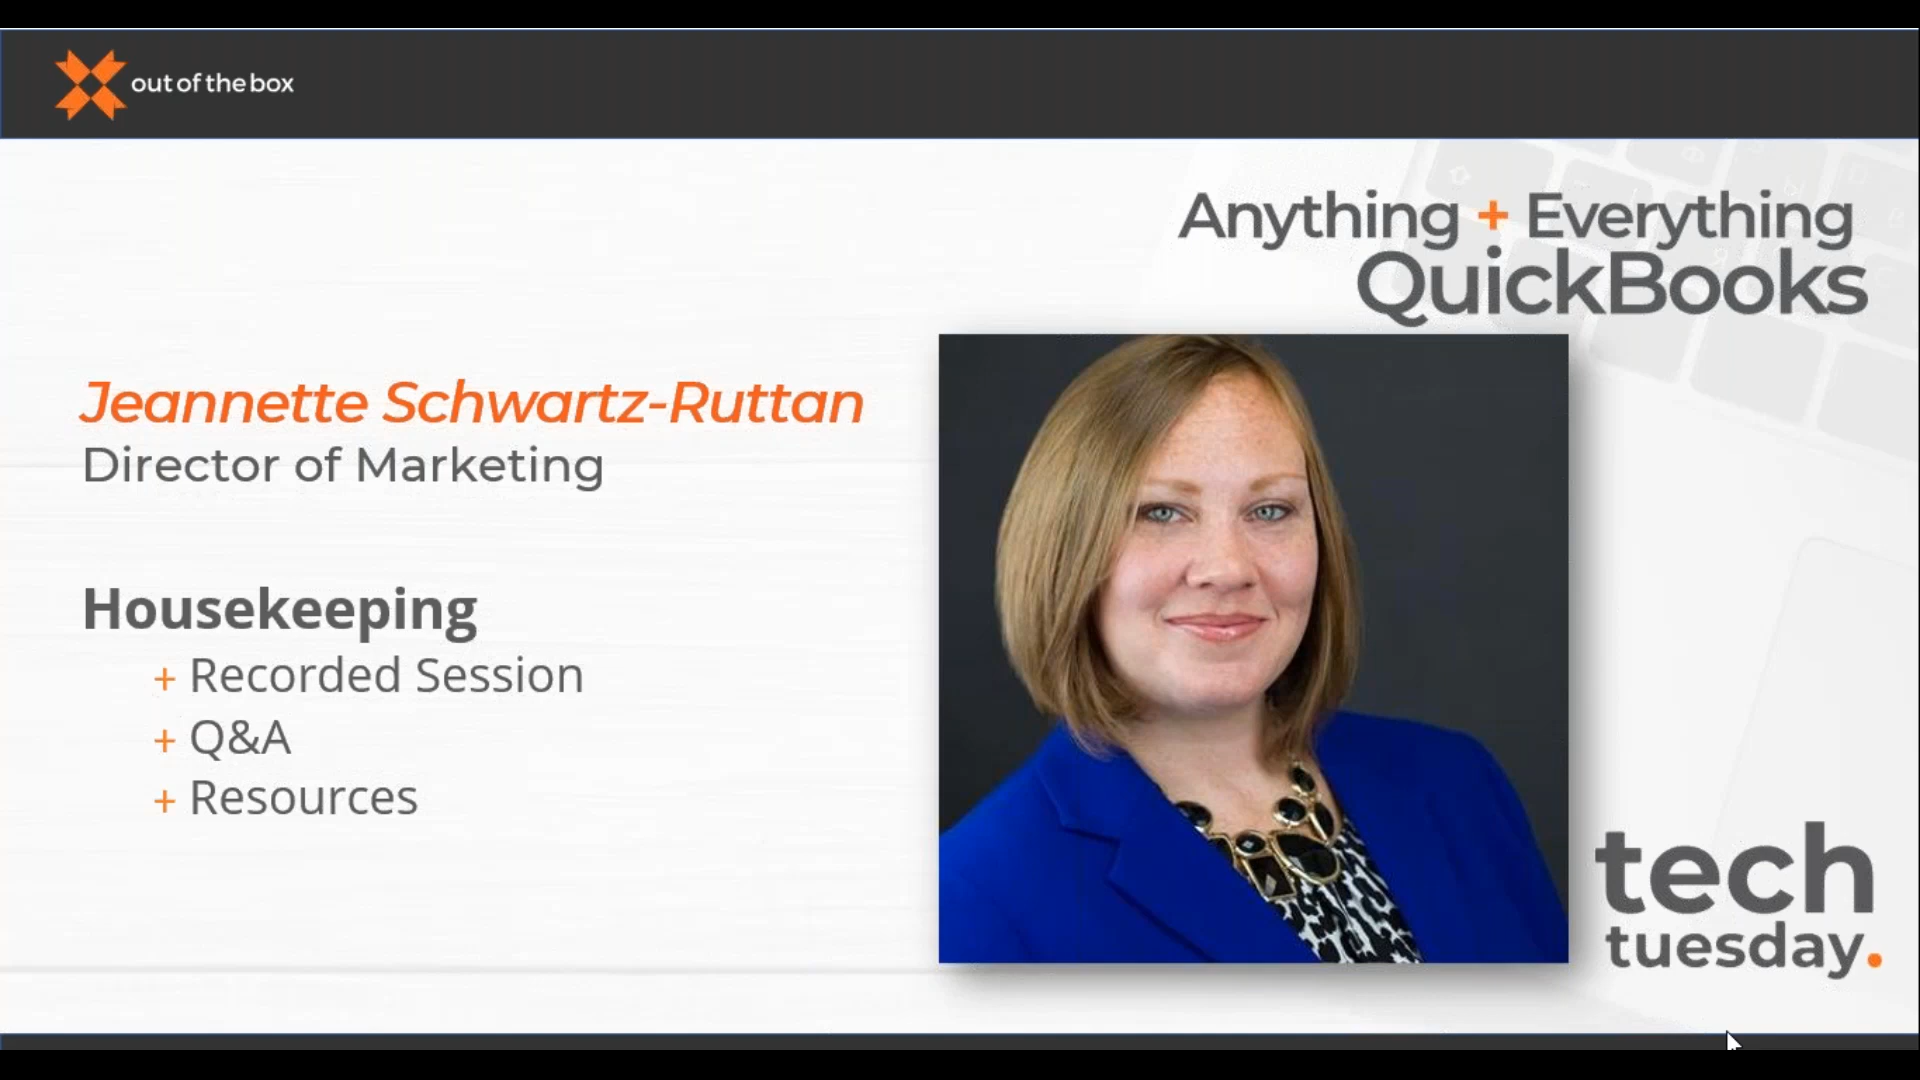 out of the box
Anything + Everything
QuickBooks
Jeannette Schwartz-Ruttan
Director of Marketing
Housekeeping
+ Recorded Session
+ Q&A
+ Resources
tech
tuesday.